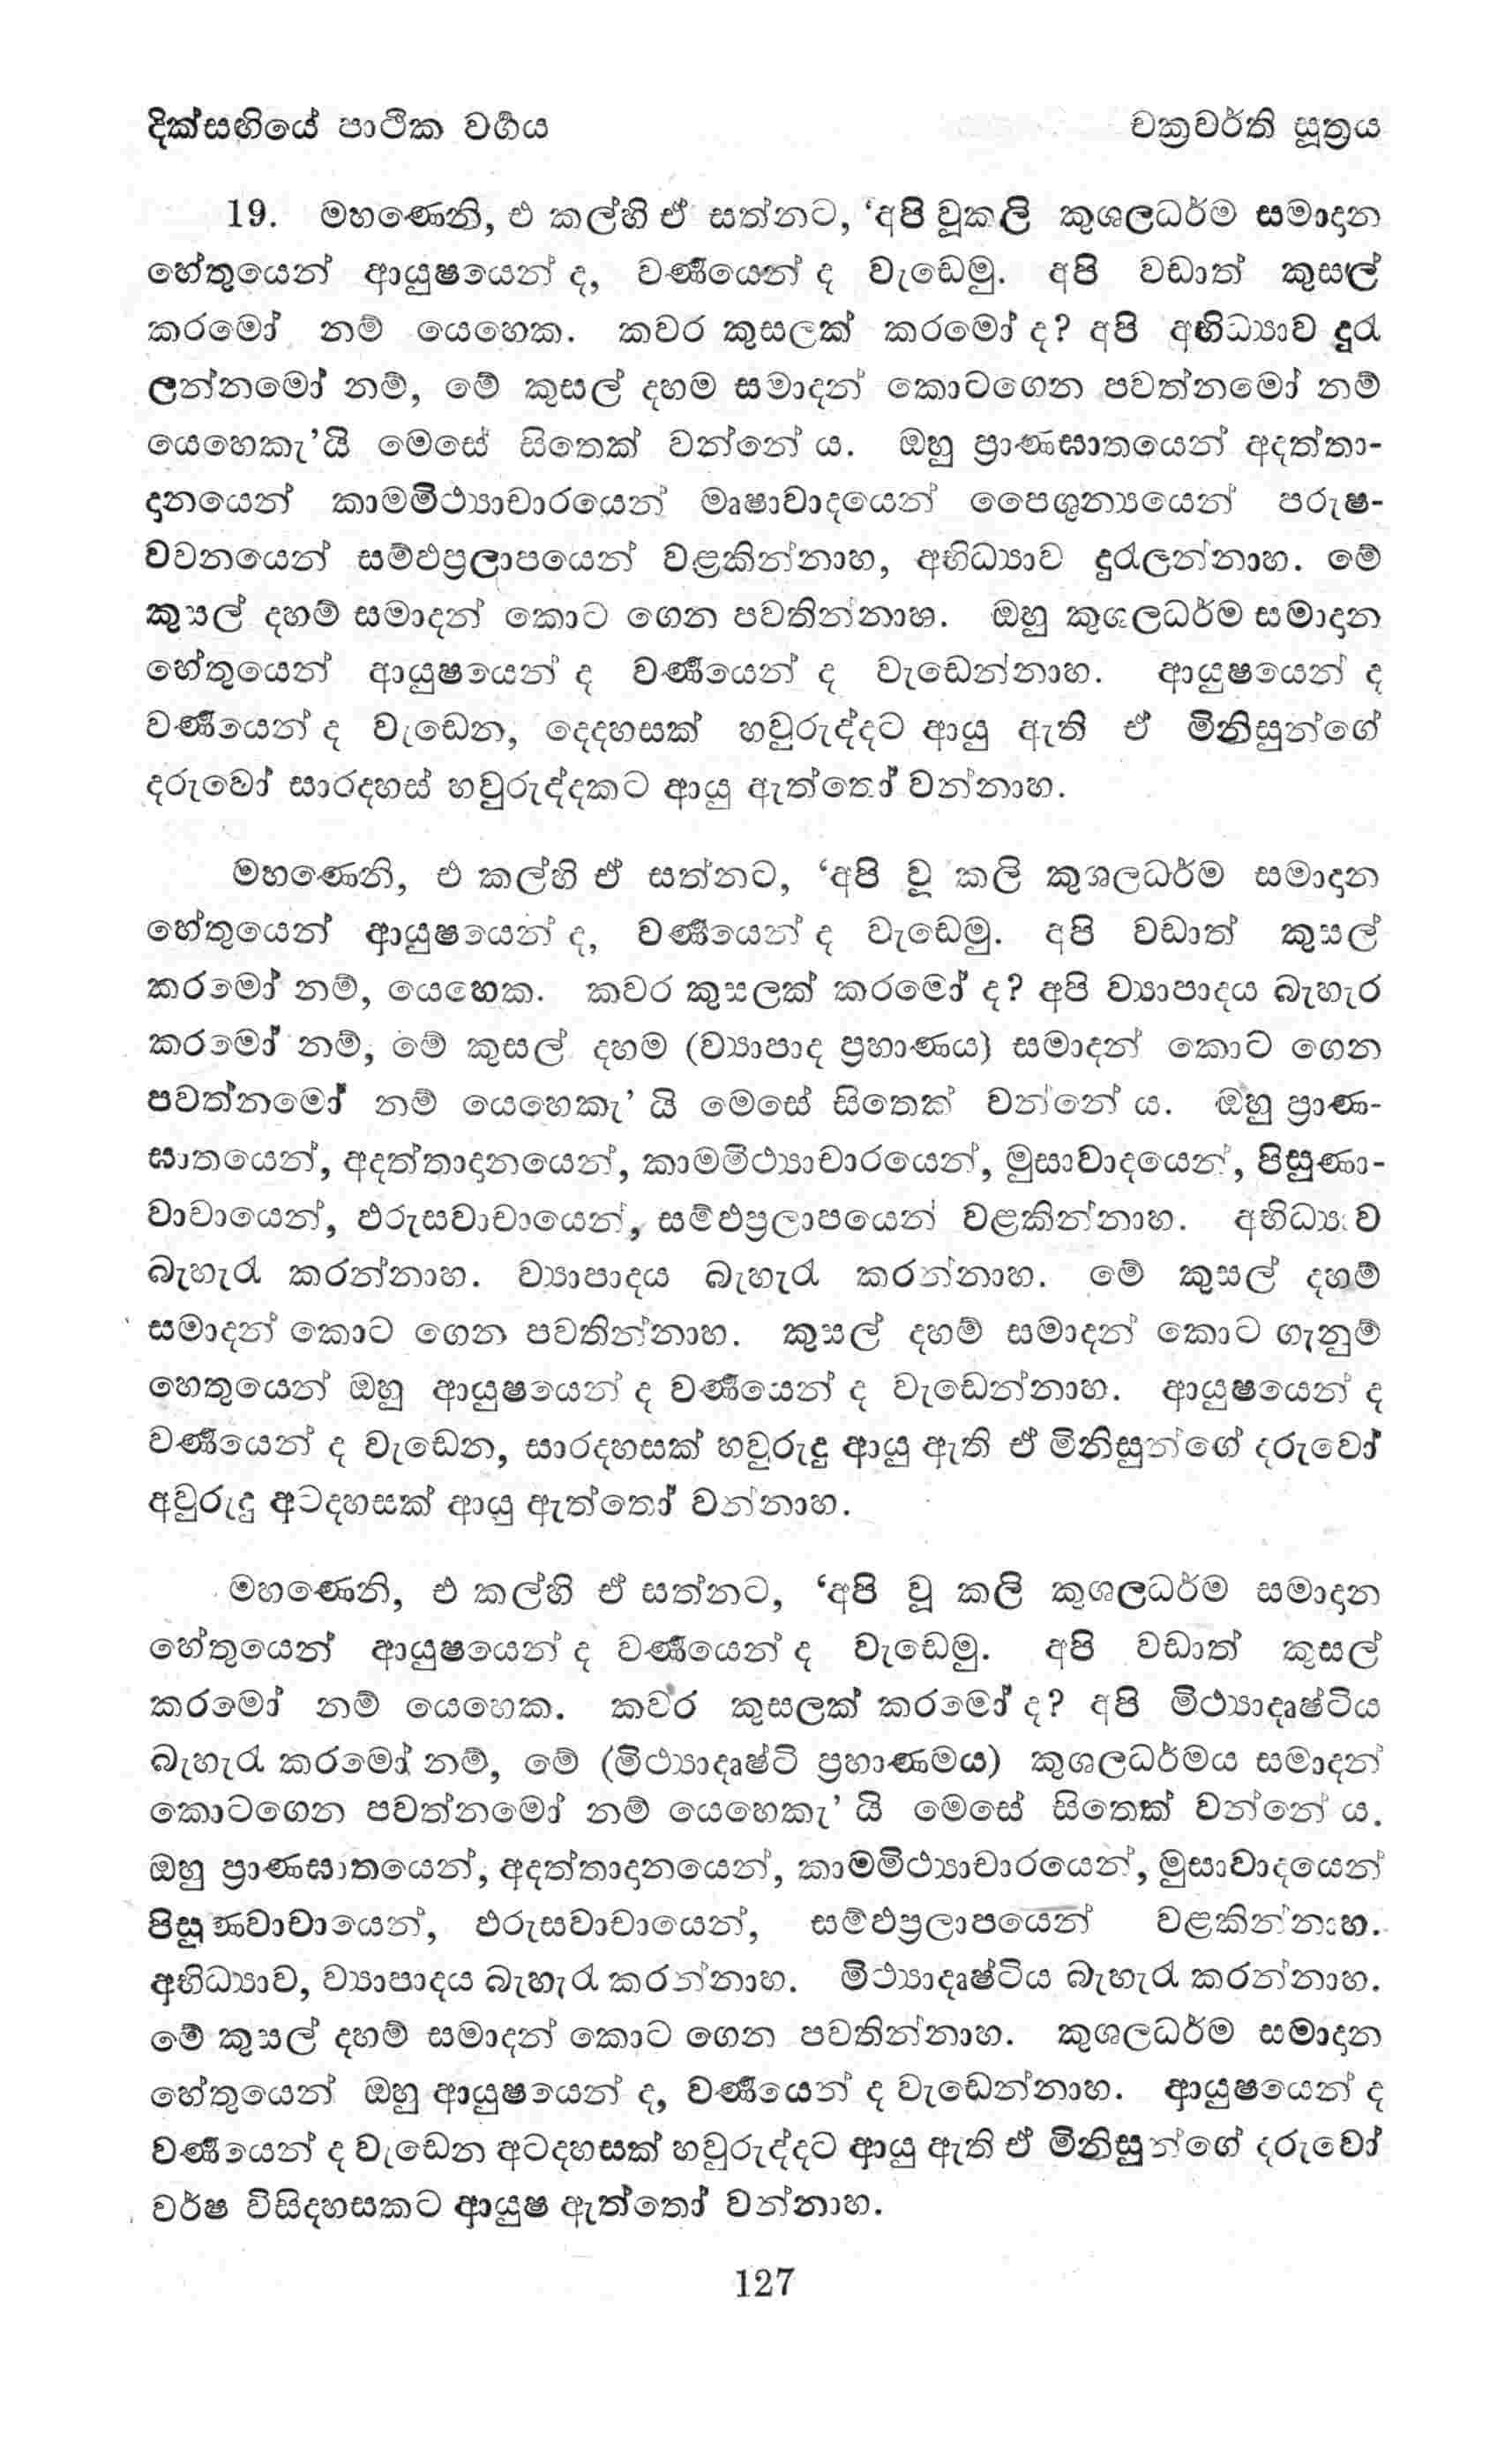 දික්සඟියේ පාථික වර්‍ගය
චක්‍රවර්ති සූත්‍රය
19. මහණෙනි, එ කල්හි ඒ සත්නට, ‘අපි වූකලි කුශලධර්ම සමාදාන
හේතුයෙන් ආයුෂයෙන් ද, වර්‍ණයෙන් ද වැඩෙමු. අපි වඩාත් කුසල්
කරමෝ නම් යෙහෙක. කවර කුසලක් කරමෝ ද? අපි අභිධ්‍යාව දුරැ
ලන්නමෝ නම්, මේ කුසල් දහම සමාදන් කොටගෙන පවත්නමෝ නම්
යෙහෙකැ’යි මෙසේ සිතෙක් වන්නේ ය. ඔහු ප්‍රාණඝාතයෙන් අදත්තා-
දානයෙන් කාමමිථ්‍යාචාරයෙන් මෘෂාවාදයෙන් පෛශුන්‍යයෙන් පරුෂ-
වචනයෙන් සම්ඵප්‍රලාපයෙන් වළකින්නාහ, අභිධ්‍යාව දුරැලන්නාහ. මේ
කුසල් දහම් සමාදන් කොට ගෙන පවතින්නාහ. ඔහු කුශලධර්ම සමාදාන
හේතුයෙන් ආයුෂයෙන් ද වර්‍ණයෙන් ද වැඩෙන්නාහ. ආයුෂයෙන් ද
වර්‍ණයෙන් ද වැඩෙන, දෙදහසක් හවුරුද්දට ආයු ඇති ඒ මිනිසුන්ගේ
දරුවෝ සාරදහස් හවුරුද්දකට ආයු ඇත්තෝ වන්නාහ.
මහණෙනි, එ කල්හි ඒ සත්නට, ‘අපි වූ කලි කුශලධර්ම සමාදාන
හේතුයෙන් ආයුෂයෙන් ද, වර්‍ණයෙන් ද වැඩෙමු. අපි වඩාත් කුසල්
කරමෝ නම්, යෙහෙක. කවර කුසලක් කරමෝ ද? අපි ව්‍යාපාදය බැහැර
කරමෝ නම්, මේ කුසල් දහම (ව්‍යාපාද ප්‍රහාණය) සමාදන් කොට ගෙන
පවත්නමෝ නම් යෙහෙකැ’ යි මෙසේ සිතෙක් වන්නේ ය. ඔහු ප්‍රාණ-
ඝාතයෙන්, අදත්තාදානයෙන්, කාමමිථ්‍යාචාරයෙන්, මුසාවාදයෙන්, පිසුණා-
වාචායෙන්, ඵරුසවාචායෙන්, සම්ඵප්‍රලාපයෙන් වළකින්නාහ. අභිධ්‍යාව
බැහැරැ කරන්නාහ. ව්‍යාපාදය බැහැරැ කරන්නාහ. මේ කුසල් දහම්
සමාදන් කොට ගෙන පවතින්නාහ. කුසල් දහම් සමාදන් කොට ගැනුම්
හෙතුයෙන් ඔහු ආයුෂයෙන් ද වර්‍ණයෙන් ද වැඩෙන්නාහ. ආයුෂයෙන් ද
වර්‍ණයෙන් ද වැඩෙන, සාරදහසක් හවුරුදු ආයු ඇති ඒ මිනිසුන්ගේ දරුවෝ
අවුරුදු අටදහසක් ආයු ඇත්තෝ වන්නාහ.
මහණෙනි, එ කල්හි ඒ සත්නට, ‘අපි වූ කලි කුශලධර්ම සමාදාන
හේතුයෙන් ආයුෂයෙන් ද වර්‍ණයෙන් ද වැඩෙමු. අපි වඩාත් කුසල්
කරමෝ නම් යෙහෙක. කවර කුසලක් කරමෝ ද? අපි මිථ්‍යාදෘෂ්ටිය
බැහැරැ කරමෝ නම්, මේ (මිථ්‍යාදෘෂ්ටි ප්‍රහාණමය) කුශලධර්මය සමාදන්
කොටගෙන පවත්නමෝ නම් යෙහෙකැ’ යි මෙසේ සිතෙක් වන්නේ ය.
ඔහු ප්‍රාණඝාතයෙන්, අදත්තාදානයෙන්, කාමමිථ්‍යාචාරයෙන්, මුසාවාදයෙන්
පිසුණවාචායෙන්, ඵරුසවාචායෙන්, සම්ඵප්‍රලාපයෙන් වළකින්නාහ.
අභිධ්‍යාව, ව්‍යාපාදය බැහැරැ කරන්නාහ. මිථ්‍යාදෘෂ්ටිය බැහැරැ කරන්නාහ.
මේ කුසල් දහම් සමාදන් කොට ගෙන පවතින්නාහ. කුශලධර්ම සමාදාන
හේතුයෙන් ඔහු ආයුෂයෙන් ද, වර්‍ණයෙන් ද වැඩෙන්නාහ. ආයුෂයෙන් ද
වර්‍ණයෙන් ද වැඩෙන අටදහසක් හවුරුද්දට ආයු ඇති ඒ මිනිසුන්ගේ දරුවෝ
වර්ෂ විසිදහසකට ආයුෂ ඇත්තෝ වන්නාහ.
127